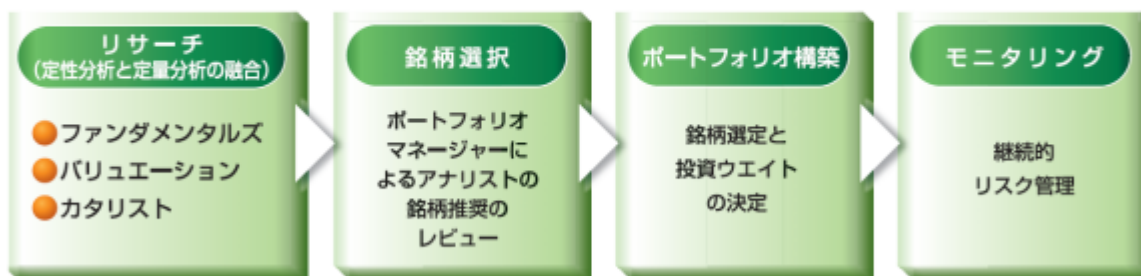 リサーチ
（定性分析と定量分析の融合）
ファンダメンタルズ
バリュエーション
カタリスト
銘柄選択
ポートフォリオ
マネージャーに
よるアナリストの
銘柄推奨の
レビュー
ポートフォリオ構築
銘柄選定と
投資ウエイト
の決定
モニタリング
継続的
リスク管理